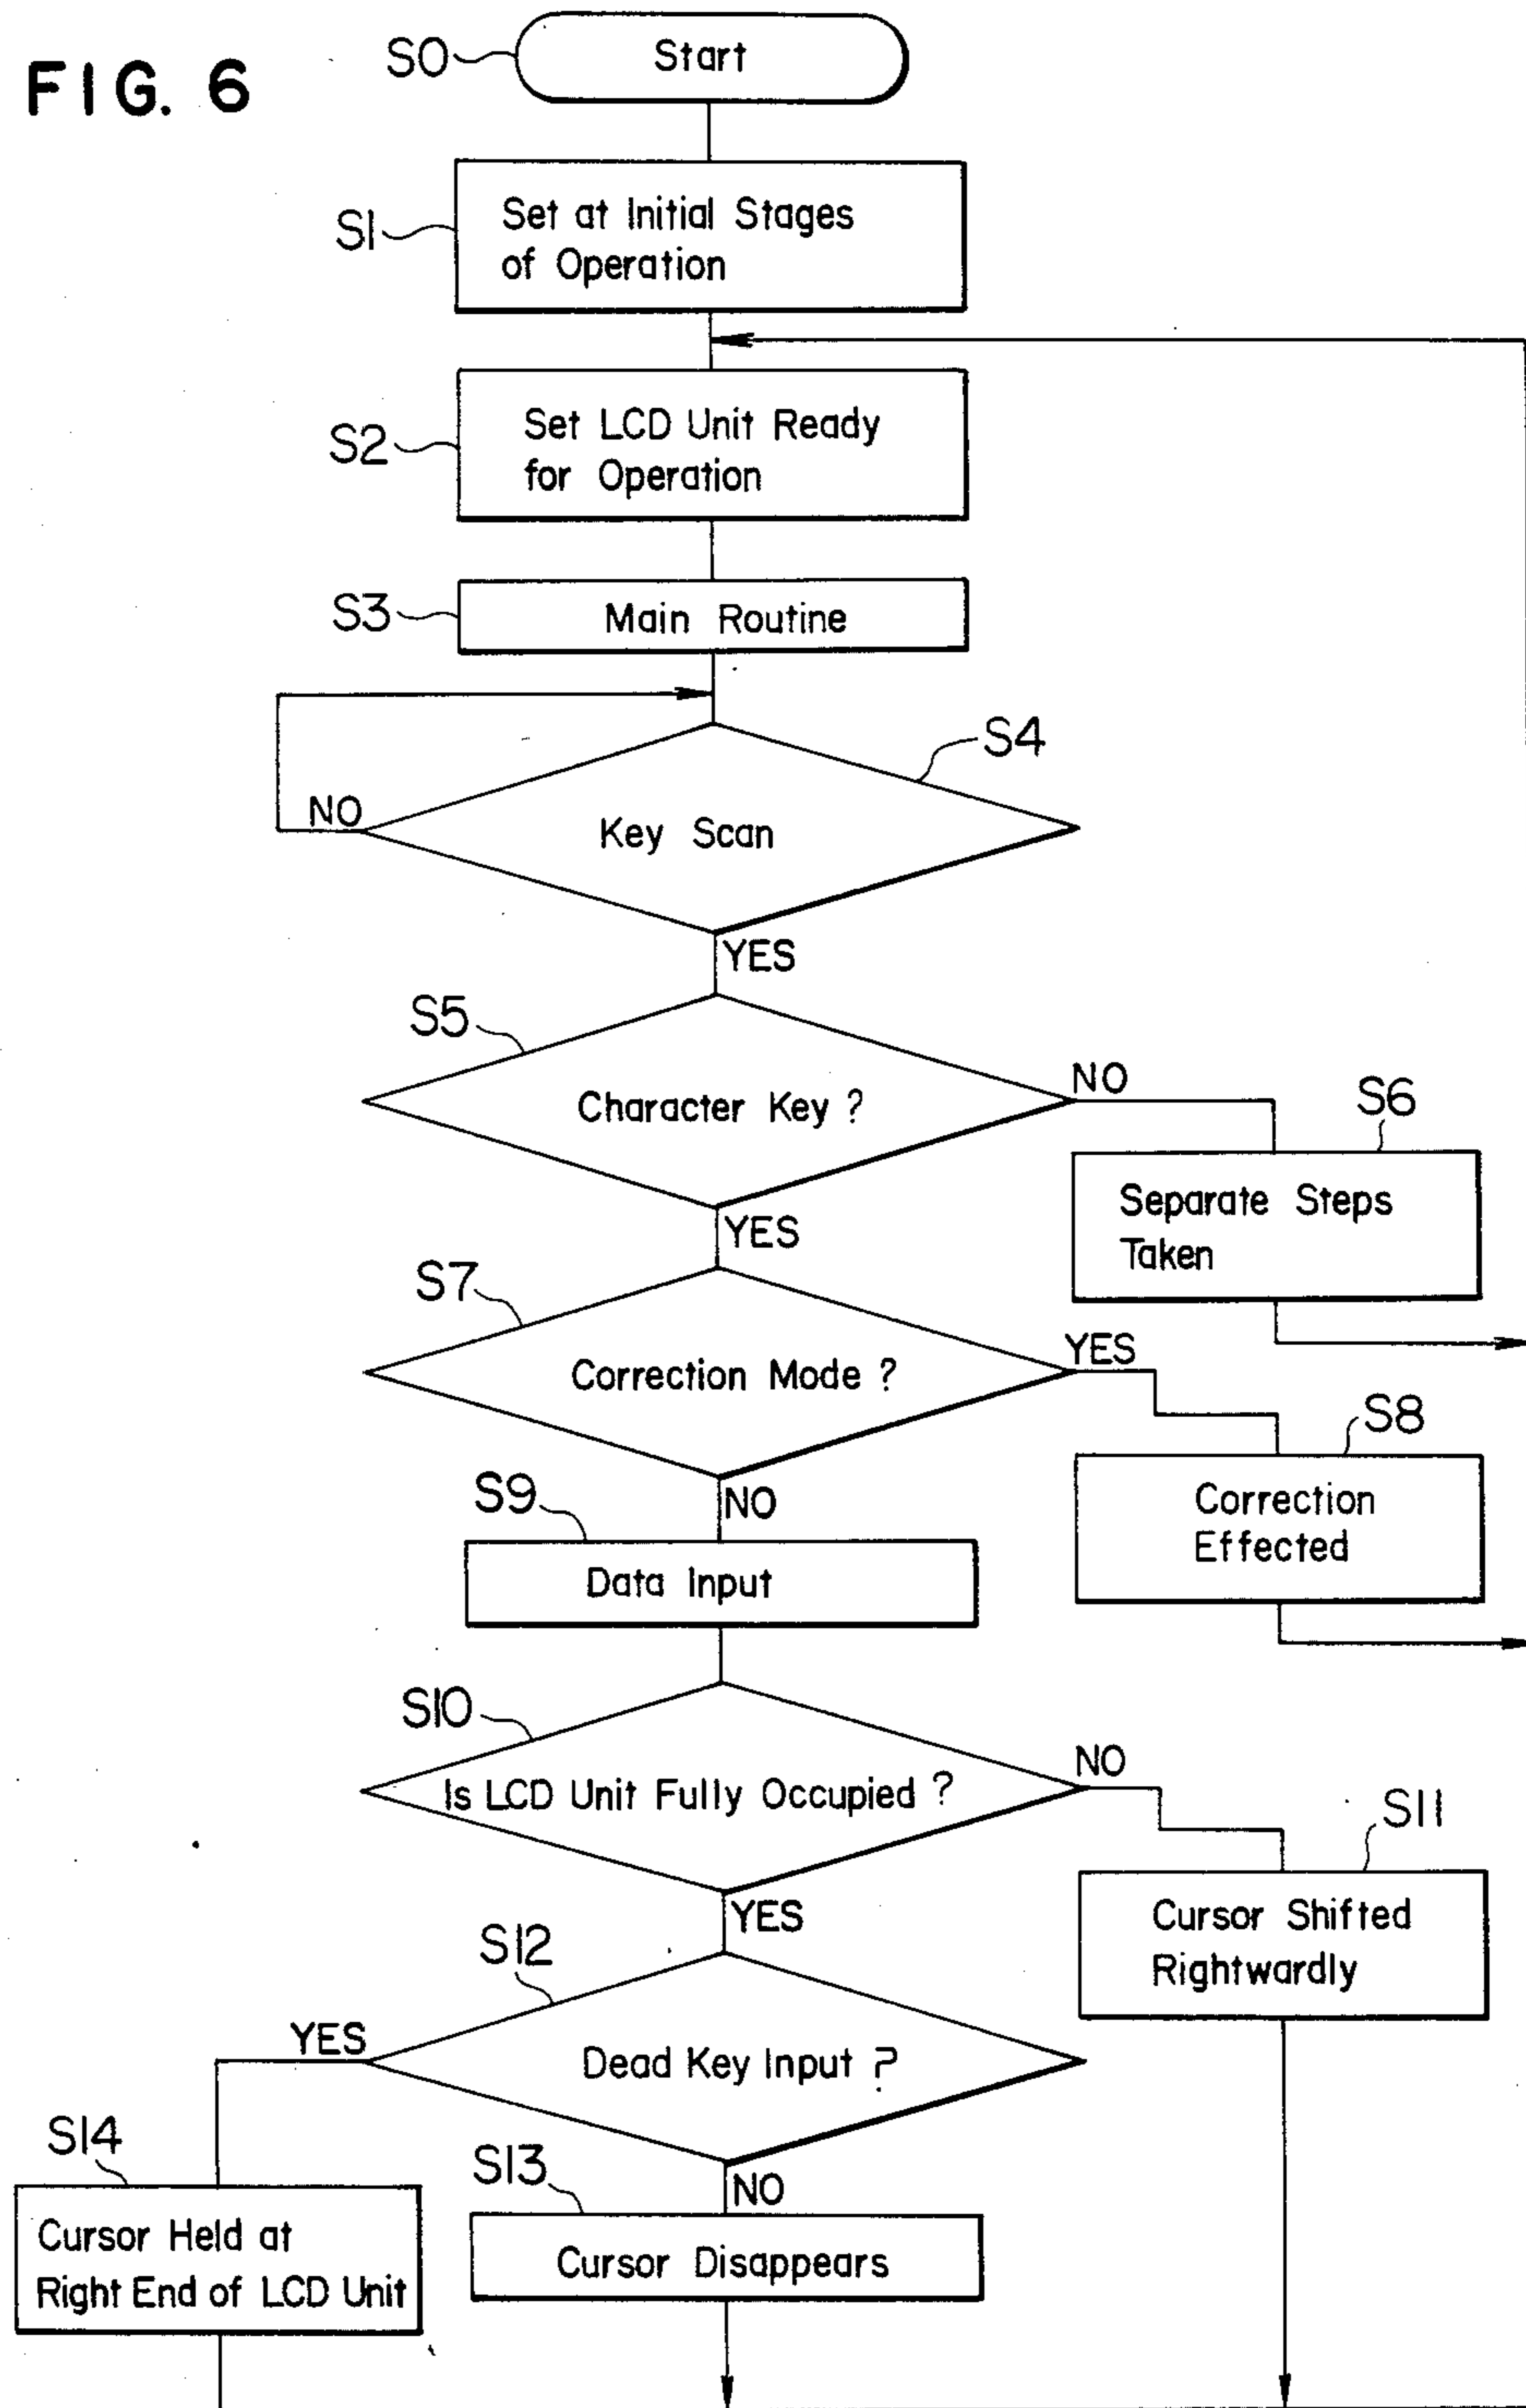 FIG. 6
S0
Start
S1
Set at Initial Stages
of Operation
S2
Set LCD Unit Ready
for Operation
S3
Main Routine
S4
NO
Key Scan
YES
S5
Character Key ?
NO
S6
Separate Steps
Taken
YES
S7
Correction Mode ?
YES
S8
Correction
Effected
NO
S9
Data Input
S10
Is LCD Unit Fully Occupied ?
NO
S11
Cursor Shifted
Rightwardly
YES
S12
YES
Dead Key Input ?
S14
Cursor Held at
Right End of LCD Unit
S13
NO
Cursor Disappears